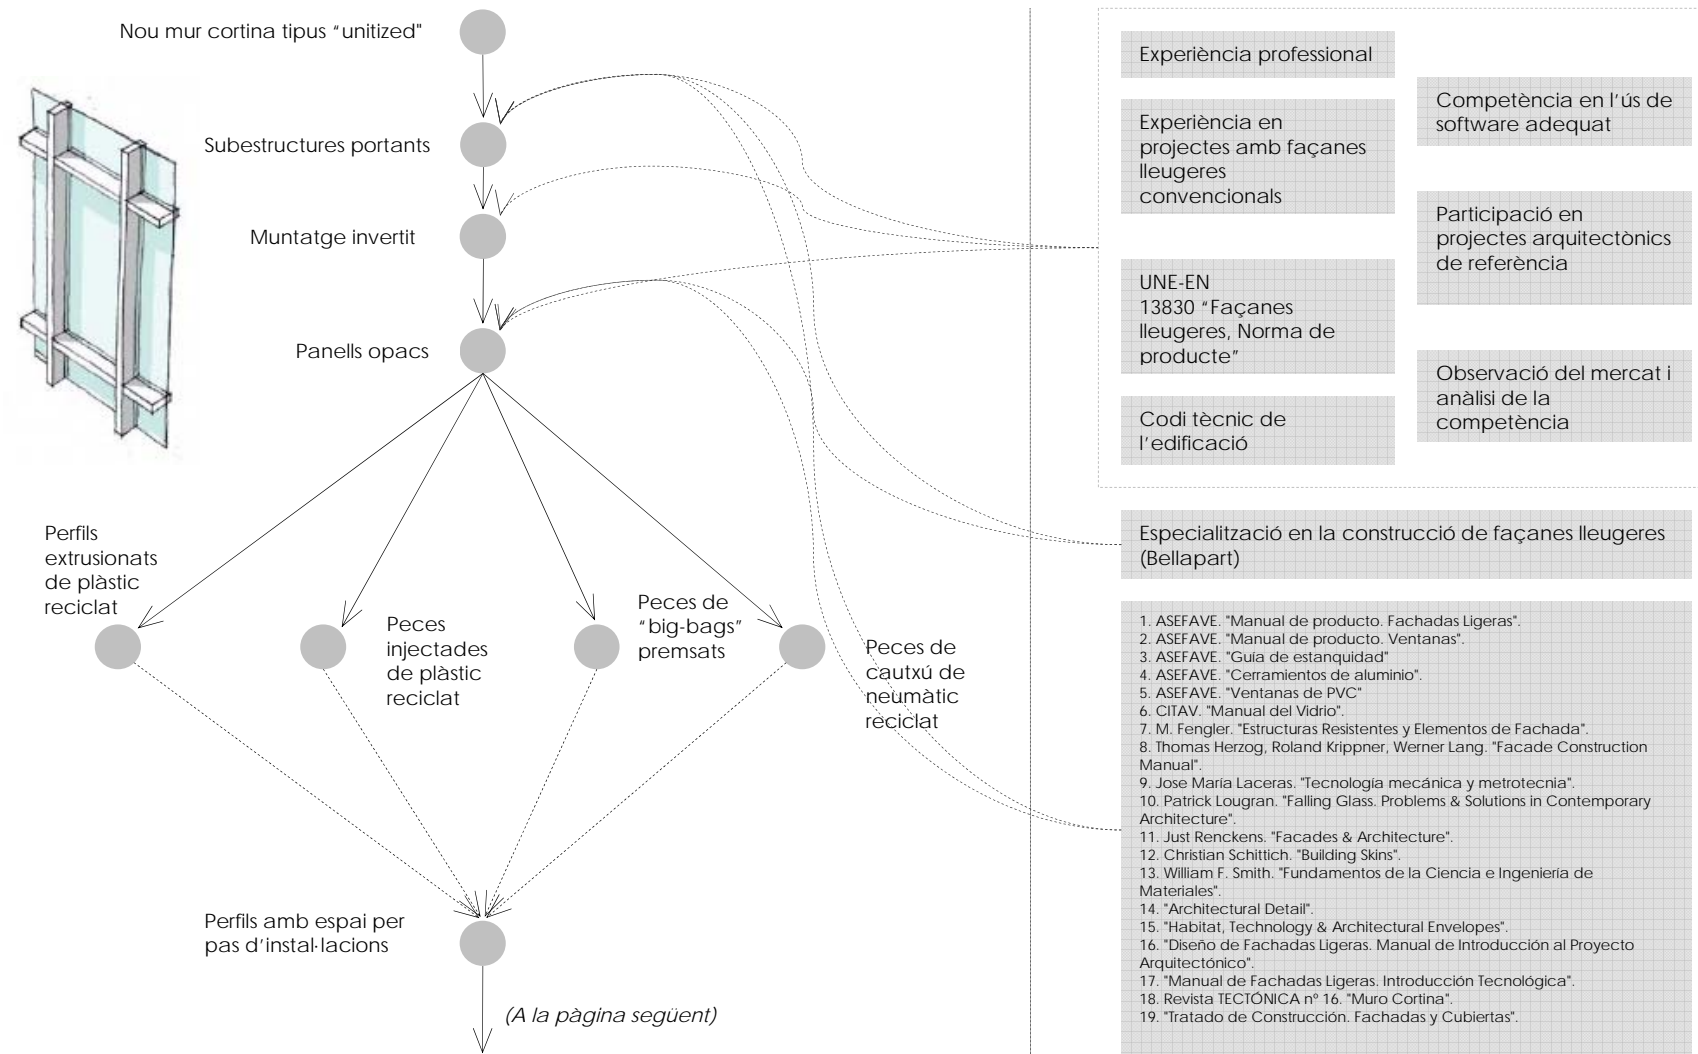 Nou mur cortina tipus “unitized"
Subestructures portants
Muntatge invertit
Panells opacs
Perfils
extrusionats
de plàstic
reciclat
Peces
injectades
de plàstic
reciclat
Peces de
“big-bags”
premsats
Peces de
cautxú de
neumàtic
reciclat
Perfils amb espai per
pas d’instal·lacions
(A la pàgina següent)
Experiència professional
Experiència en
projectes amb façanes
lleugeres
convencionals
UNE-EN
13830 “Façanes
lleugeres, Norma de
producte”
Codi tècnic de
l’edificació
Competència en l’ús de
software adequat
Participació en
projectes arquitectònics
de referència
Observació del mercat i
anàlisi de la
competència
Especialització en la construcció de façanes lleugeres
(Bellapart)
1. ASEFAVE. "Manual de producto. Fachadas Ligeras".
2. ASEFAVE. "Manual de producto. Ventanas".
3. ASEFAVE. "Guía de estanquidad"
4. ASEFAVE. "Cerramientos de aluminio".
5. ASEFAVE. "Ventanas de PVC"
6. CITAV. "Manual del Vidrio".
7. M. Fengler. "Estructuras Resistentes y Elementos de Fachada".
8. Thomas Herzog, Roland Krippner, Werner Lang. "Facade Construction
Manual".
9. Jose María Laceras. "Tecnología mecánica y metrotecnia".
10. Patrick Lougran. "Falling Glass. Problems & Solutions in Contemporary
Architecture".
11. Just Renckens. "Facades & Architecture".
12. Christian Schittich. "Building Skins".
13. William F. Smith. "Fundamentos de la Ciencia e Ingeniería de
Materiales".
14. "Architectural Detail".
15. "Habitat, Technology & Architectural Envelopes".
16. "Diseño de Fachadas Ligeras. Manual de Introducción al Proyecto
Arquitectónico".
17. "Manual de Fachadas Ligeras. Introducción Tecnológica".
18. Revista TECTÓNICA nº 16. "Muro Cortina".
19. "Tratado de Construcción. Fachadas y Cubiertas".